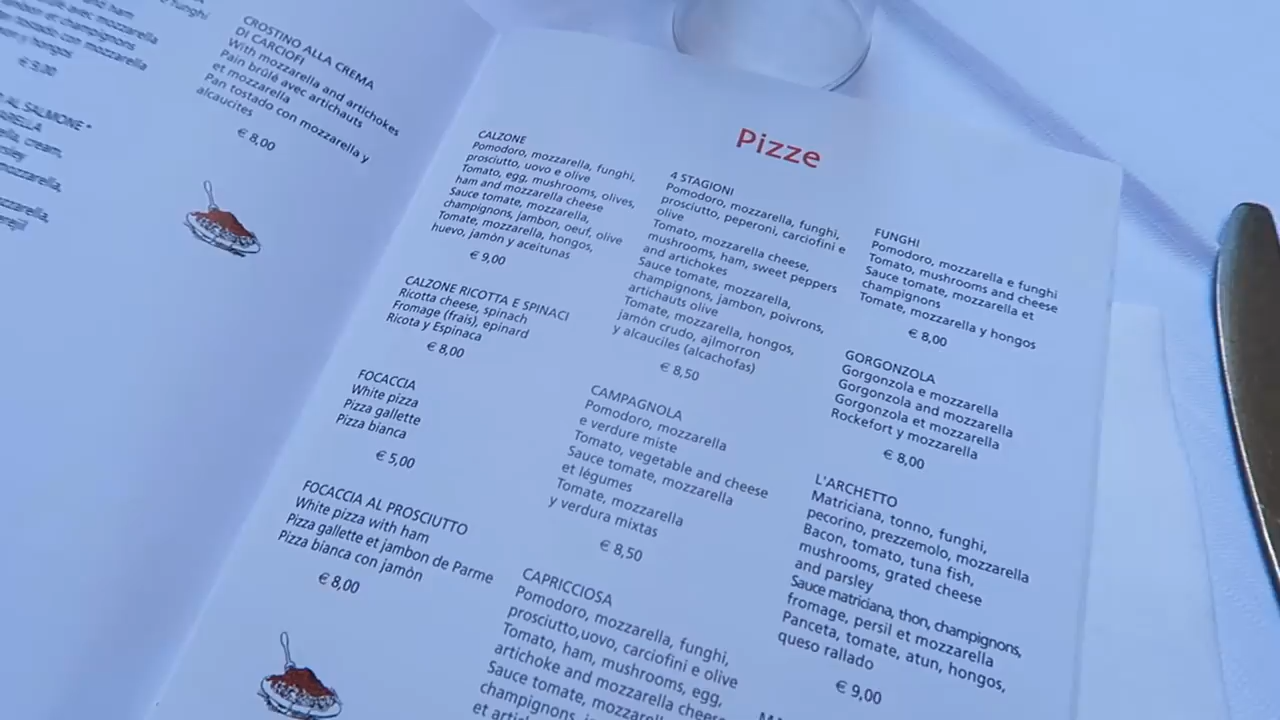 funghi
mozzarella
€ 9,00
AL SALMONE *
cream,
CROSTINO ALLA CREMA
DI CARCIOFI
With mozzarella and artichokes
Pain brûlé avec artichauts
et mozzarella
Pan tostado con mozzarella y
alcaucites
€ 8,00
Pizze
CALZONE
Pomodoro, mozzarella, funghi,
prosciutto, uovo e olive
Tomato, egg, mushrooms, olives,
ham and mozzarella cheese
Sauce tomate, mozzarella,
champignons, jambon, oeuf, olive
Tomate, mozzarella, hongos,
huevo, jamòn y aceitunas
€ 9,00
CALZONE RICOTTA E SPINACI
Ricotta cheese, spinach
Fromage (frais), epinard
Ricota y Espinaca
€ 8,00
FOCACCIA
White pizza
Pizza gallette
Pizza bianca
€ 5,00
FOCACCIA AL PROSCIUTTO
White pizza with ham
Pizza gallette et jambon de Parme
Pizza bianca con jamòn
€ 8,00
4 STAGIONI
Pomodoro, mozzarella, funghi,
prosciutto, peperoni, carciofini e
olive
Tomato, mozzarella cheese,
mushrooms, ham, sweet peppers
and artichokes
Sauce tomate, mozzarella,
champignons, jambon, poivrons,
artichauts olive
Tomate, mozzarella, hongos,
jamòn crudo, ajlmorron
y alcauciles (alcachofas)
€ 8,50
CAMPAGNOLA
Pomodoro, mozzarella
e verdure miste
Tomato, vegetable and cheese
Sauce tomate, mozzarella
et légumes
Tomate, mozzarella
y verdura mixtas
€ 8,50
CAPRICCIOSA
Pomodoro, mozzarella, funghi,
prosciutto,uovo, carciofini e olive
Tomato, ham, mushrooms, egg,
artichoke and mozzarella cheese
Sauce tomate, mozzarella,
champignons,
FUNGHI
Pomodoro, mozzarella e funghi
Tomato, mushrooms and cheese
Sauce tomate, mozzarella et
champignons
Tomate, mozzarella y hongos
€ 8,00
GORGONZOLA
Gorgonzola e mozzarella
Gorgonzola and mozzarella
Gorgonzola et mozzarella
Rockefort y mozzarella
€ 8,00
L'ARCHETTO
Matriciana, tonno, funghi,
pecorino, prezzemolo, mozzarella
Bacon, tomato, tuna fish,
mushrooms, grated cheese
and parsley
Sauce matriciana, thon, champignons,
fromage, persil et mozzarella
Panceta, tomate, atun, hongos,
queso rallado
€ 9,00